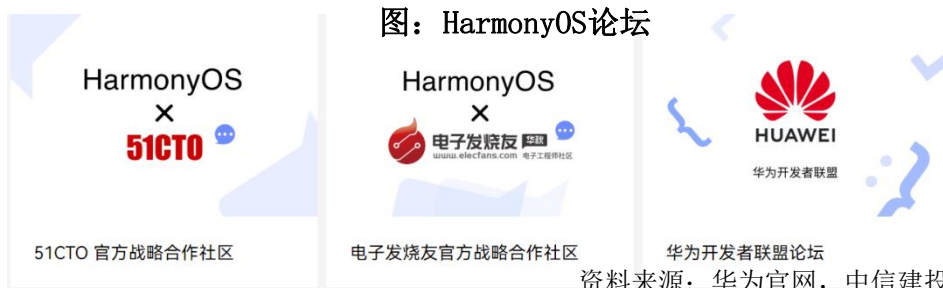 图：HarmonyOS论坛
HarmonyOS
×
51CTO
51CTO 官方战略合作社区
HarmonyOS
×
电子发烧友 华秋
www.elecfans.com 电子工程师社区
电子发烧友官方战略合作社区
HUAWEI
华为开发者联盟
华为开发者联盟论坛
资料来源：华为官网，中信建投